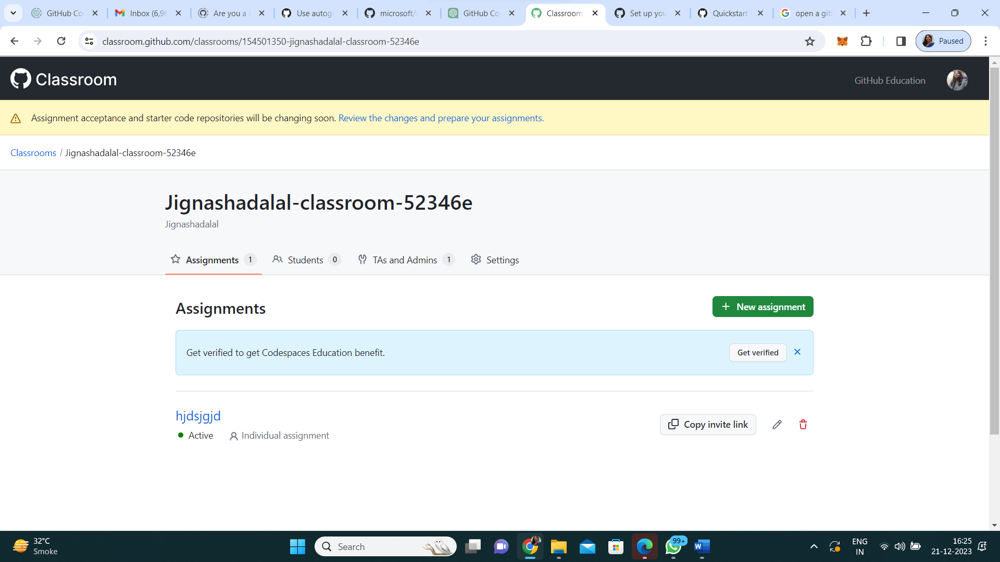 GitHub Co
Inbox (6,96
Are you a s
Use autogr
microsoft/
GitHub Co
Classroom
Set up you
Quickstart
open a git
classroom.github.com/classrooms/154501350-jignashadalal-classroom-52346e
Paused
Classroom
GitHub Education
Assignment acceptance and starter code repositories will be changing soon. Review the changes and prepare your assignments.
Classrooms / Jignashadalal-classroom-52346e
Jignashadalal-classroom-52346e
Jignashadalal
Assignments 1
Students 0
TAs and Admins 1
Settings
Assignments
New assignment
Get verified to get Codespaces Education benefit.
Get verified
hjdsjgjd
Active
Individual assignment
Copy invite link
32°C
Smoke
Search
99+
ENG
IN
16:25
21-12-2023